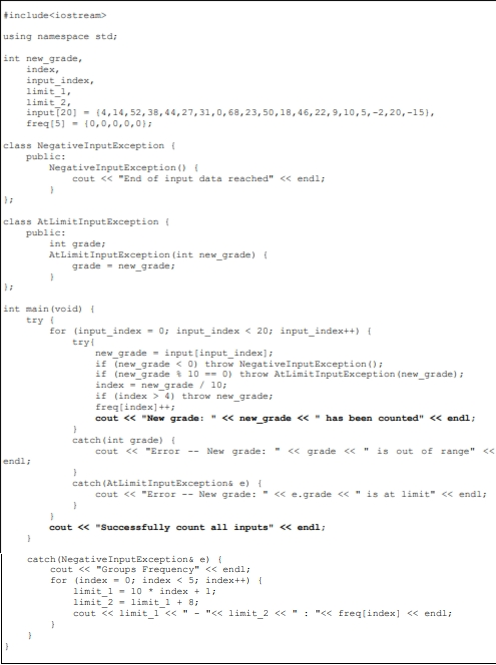 #include<iostream>
using namespace std;
int new_grade,
index,
input_index,
limit_1,
limit_2,
input[20] = {4,14,52,38,44,27,31,0,68,23,50,18,46,22,9,10,5,-2,20,-15},
freq[5] = {0,0,0,0,0};
class NegativeInputException {
public:
NegativeInputException() {
cout << "End of input data reached" << endl;
}
};
class AtLimitInputException {
public:
int grade;
AtLimitInputException(int new_grade) {
grade = new_grade;
}
};
int main(void) {
try {
for (input_index = 0; input_index < 20; input_index++) {
try{
new_grade = input[input_index];
if (new_grade < 0) throw NegativeInputException();
if (new_grade % 10 == 0) throw AtLimitInputException(new_grade);
index = new_grade / 10;
if (index > 4) throw new_grade;
freq[index]++;
cout << "New grade: " << new_grade << " has been counted" << endl;
}
catch(int grade) {
cout << "Error -- New grade: " << grade << " is out of range" <<
endl;
}
catch(AtLimitInputException& e) {
cout << "Error -- New grade: " << e.grade << " is at limit" << endl;
}
}
cout << "Successfully count all inputs" << endl;
}
catch(NegativeInputException& e) {
cout << "Groups Frequency" << endl;
for (index = 0; index < 5; index++) {
limit_1 = 10 * index + 1;
limit_2 = limit_1 + 8;
cout << limit_1 << " - "<< limit_2 << " : "<< freq[index] << endl;
}
}
}